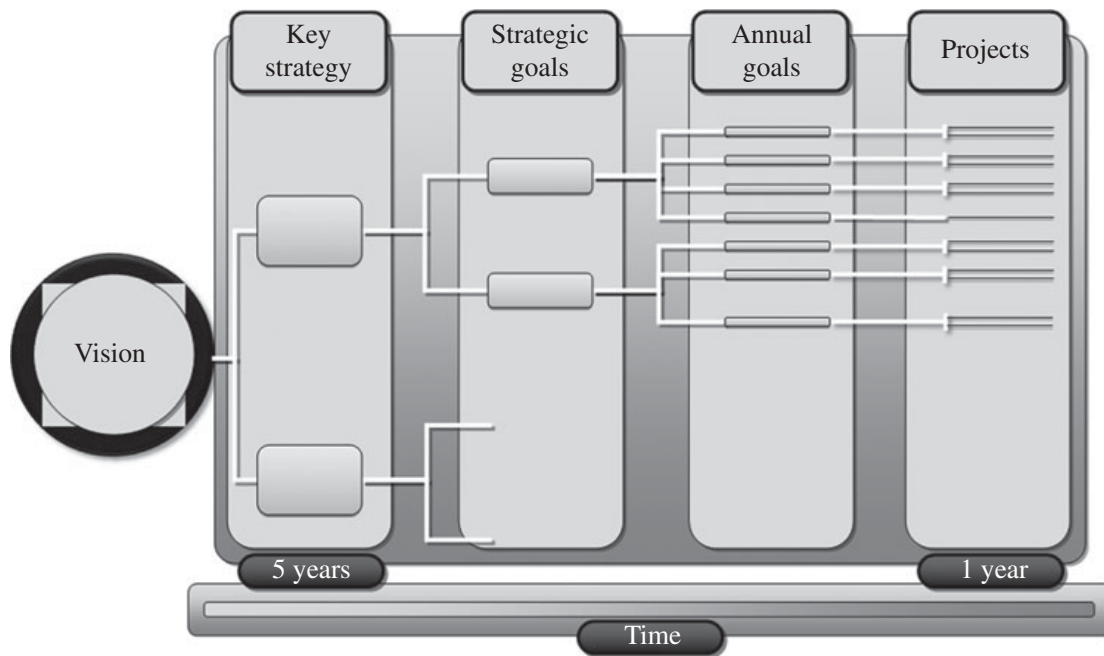 Key
strategy
Strategic
goals
Annual
goals
Projects
Vision
5 years
1 year
Time